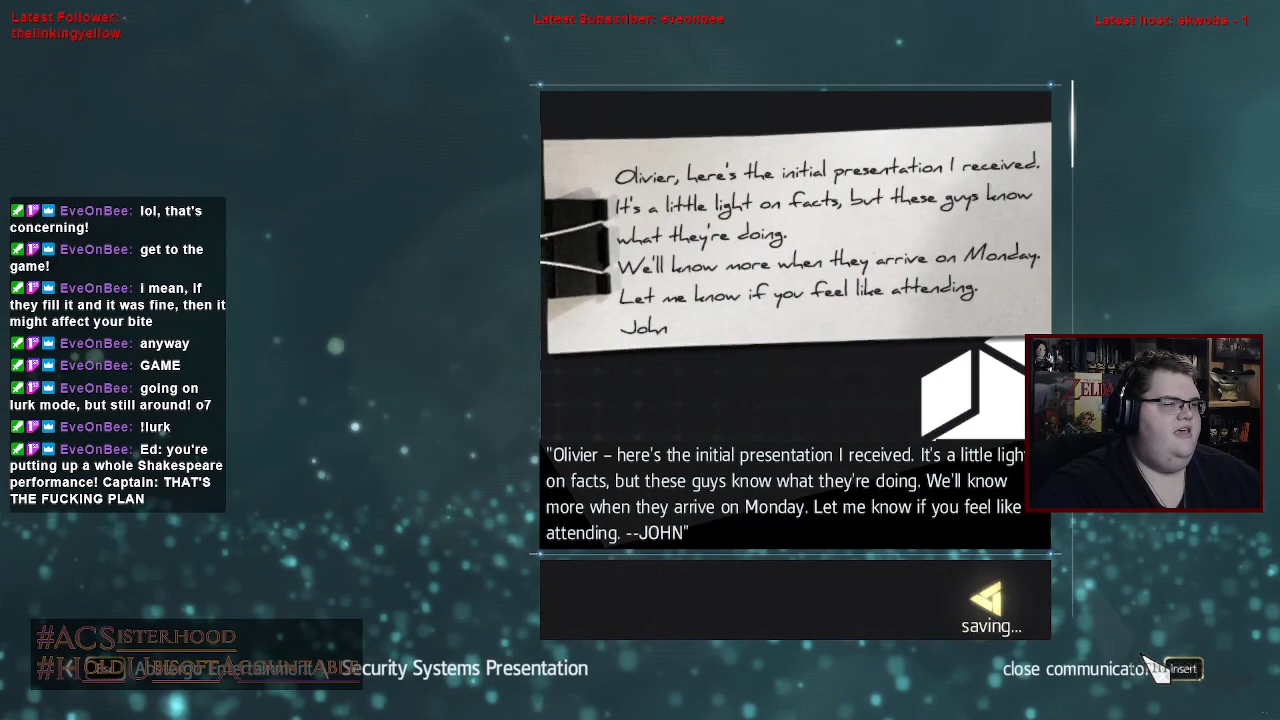 Latest Follower:
thelinkingyellow
Latest Subscriber: eveonbee
Latest host: skwobs - 1
Olivier, here's the initial presentation I received.
It's a little light on facts, but these guys know
what they're doing.
We'll know more when they arrive on Monday.
Let me know if you feel like attending.
John
EveOnBee: lol, that's
concerning!
EveOnBee: get to the
game!
EveOnBee: I mean, If
they fill it and it was fine, then it
might affect your bite
EveOnBee: anyway
EveOnBee: GAME
EveOnBee: going on
lurk mode, but still around! o7
EveOnBee: !lurk
EveOnBee: Ed: you're
putting up a whole Shakespeare
performance! Captain: THAT'S
THE FUCKING PLAN
ZELDA
"Olivier – here's the initial presentation I received. It's a little ligh
on facts, but these guys know what they're doing. We'll know
more when they arrive on Monday. Let me know if you feel like
attending. --JOHN"
saving...
#ACSISTERHOOD
#HOLDUBISOFTACCOUNTABLE
Esc Abstergo Entertainment Security Systems Presentation
close communicator Insert